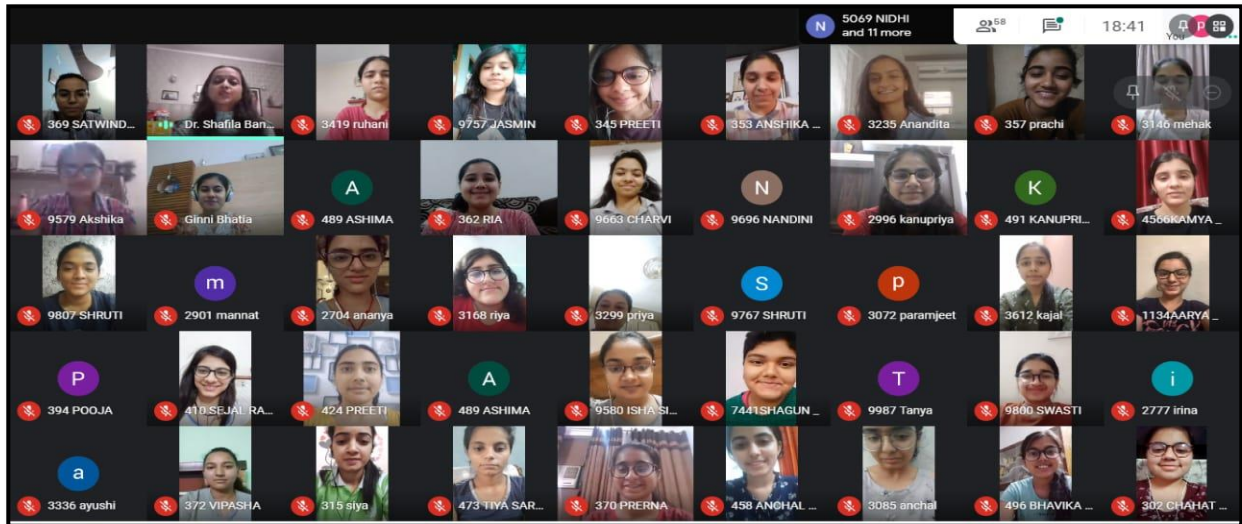 N 5069 NIDHI
and 11 more
58
18:41
P
You
369 SATWIND...
Dr. Shafila Ban...
3419 ruhani
9757 JASMIN
345 PREETI
353 ANSHIKA _
3235 Anandita
357 prachi
3146 mehak
9579 Akshika
Ginni Bhatia
A
489 ASHIMA
362 RIA
9663 CHARVI
N
9696 NANDINI
2996 kanupriya
K
491 KANUPRI...
4566KAMYA _
9807 SHRUTI
m
2901 mannat
2704 ananya
3168 riya
3299 priya
S
9767 SHRUTI
p
3072 paramjeet
3612 kajal
1134AARYA _
P
394 POOJA
410 SEJAL RA...
424 PREETI
A
489 ASHIMA
9580 ISHA SI...
7441SHAGUN _
T
9987 Tanya
9800 SWASTI
i
2777 irina
a
3336 ayushi
372 VIPASHA
315 siya
473 TIYA SAR...
370 PRERNA
458 ANCHAL ...
3085 anchal
496 BHAVIKA ...
302 CHAHAT ...